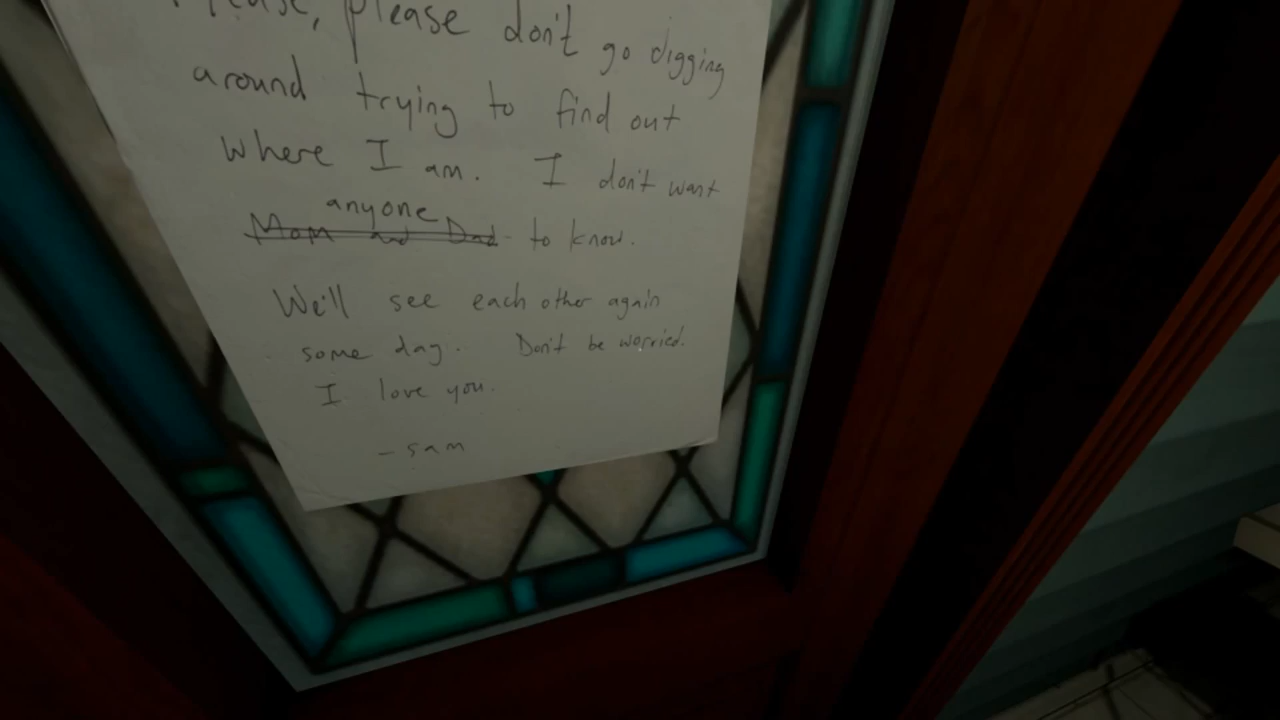 Please, please don't go digging
around trying to find out
where I am. I don't want
anyone
Mom and Dad to know.
We'll see each other again
some day. Don't be worried.
I love you.
- sam